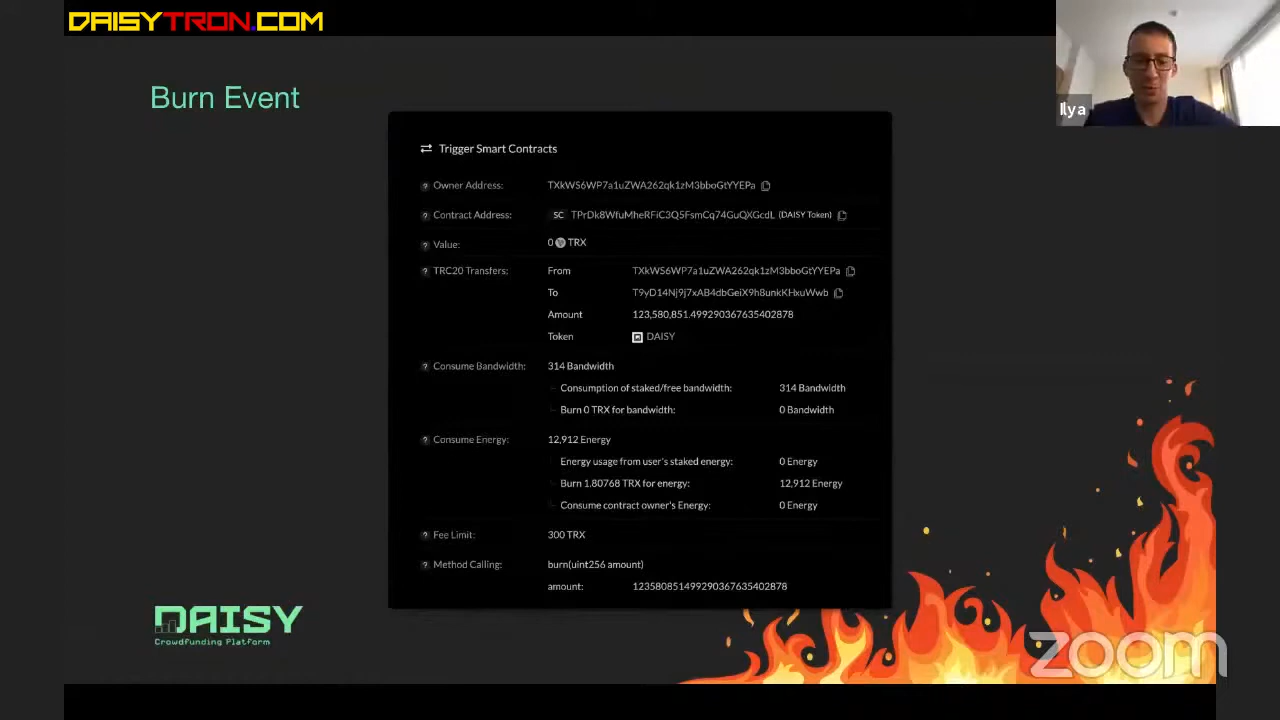 DAISYTRON.COM
Burn Event
Ilya
Trigger Smart Contracts
? Owner Address: TXkWS6WP7a1uZWA262qk1zM3bboGtYYEPa
? Contract Address: SC TPrDk8WfuMheRFiC3Q5FsmCq74GuQXGcdL (DAISY Token)
? Value: 0 TRX
? TRC20 Transfers: From TXkWS6WP7a1uZWA262qk1zM3bboGtYYEPa
To T9yD14Nj9j7xAB4dbGeiX9h8unkKHxuWwb
Amount 123,580,851.499290367635402878
Token DAISY
? Consume Bandwidth: 314 Bandwidth
Consumption of staked/free bandwidth: 314 Bandwidth
Burn 0 TRX for bandwidth: 0 Bandwidth
? Consume Energy: 12,912 Energy
Energy usage from user's staked energy: 0 Energy
Burn 1.80768 TRX for energy: 12,912 Energy
Consume contract owner's Energy: 0 Energy
? Fee Limit: 300 TRX
? Method Calling: burn(uint256 amount)
amount: 123580851499290367635402878
DAISY
Crowdfunding Platform
zoom